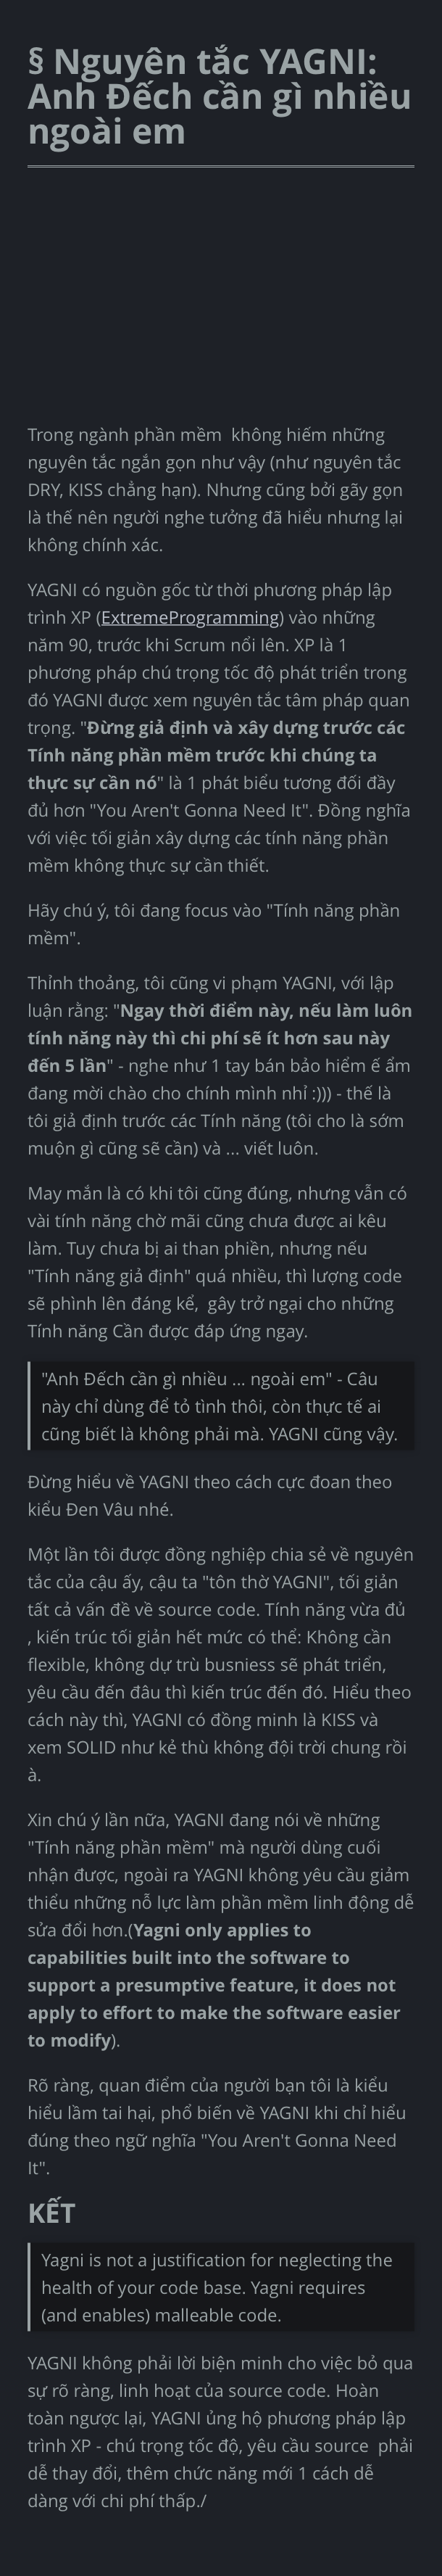 § Nguyên tắc YAGNI:
Anh Đếch cần gì nhiều
ngoài em
Trong ngành phần mềm  không hiếm những
nguyên tắc ngắn gọn như vậy (như nguyên tắc
DRY, KISS chẳng hạn). Nhưng cũng bởi gãy gọn
là thế nên người nghe tưởng đã hiểu nhưng lại
không chính xác.
YAGNI có nguồn gốc từ thời phương pháp lập
trình XP (ExtremeProgramming) vào những
năm 90, trước khi Scrum nổi lên. XP là 1
phương pháp chú trọng tốc độ phát triển trong
đó YAGNI được xem nguyên tắc tâm pháp quan
trọng. "Đừng giả định và xây dựng trước các
Tính năng phần mềm trước khi chúng ta
thực sự cần nó" là 1 phát biểu tương đối đầy
đủ hơn "You Aren't Gonna Need It". Đồng nghĩa
với việc tối giản xây dựng các tính năng phần
mềm không thực sự cần thiết.
Hãy chú ý, tôi đang focus vào "Tính năng phần
mềm".
Thỉnh thoảng, tôi cũng vi phạm YAGNI, với lập
luận rằng: "Ngay thời điểm này, nếu làm luôn
tính năng này thì chi phí sẽ ít hơn sau này
đến 5 lần" - nghe như 1 tay bán bảo hiểm ế ẩm
đang mời chào cho chính mình nhỉ :))) - thế là
tôi giả định trước các Tính năng (tôi cho là sớm
muộn gì cũng sẽ cần) và ... viết luôn.
May mắn là có khi tôi cũng đúng, nhưng vẫn có
vài tính năng chờ mãi cũng chưa được ai kêu
làm. Tuy chưa bị ai than phiền, nhưng nếu
"Tính năng giả định" quá nhiều, thì lượng code
sẽ phình lên đáng kể,  gây trở ngại cho những
Tính năng Cần được đáp ứng ngay.
"Anh Đếch cần gì nhiều ... ngoài em" - Câu
này chỉ dùng để tỏ tình thôi, còn thực tế ai
cũng biết là không phải mà. YAGNI cũng vậy.
Đừng hiểu về YAGNI theo cách cực đoan theo
kiểu Đen Vâu nhé.
Một lần tôi được đồng nghiệp chia sẻ về nguyên
tắc của cậu ấy, cậu ta "tôn thờ YAGNI", tối giản
tất cả vấn đề về source code. Tính năng vừa đủ
, kiến trúc tối giản hết mức có thể: Không cần
flexible, không dự trù busniess sẽ phát triển,
yêu cầu đến đâu thì kiến trúc đến đó. Hiểu theo
cách này thì, YAGNI có đồng minh là KISS và
xem SOLID như kẻ thù không đội trời chung rồi
à.
Xin chú ý lần nữa, YAGNI đang nói về những
"Tính năng phần mềm" mà người dùng cuối
nhận được, ngoài ra YAGNI không yêu cầu giảm
thiểu những nỗ lực làm phần mềm linh động dễ
sửa đổi hơn.(Yagni only applies to
capabilities built into the software to
support a presumptive feature, it does not
apply to effort to make the software easier
to modify).
Rõ ràng, quan điểm của người bạn tôi là kiểu
hiểu lầm tai hại, phổ biến về YAGNI khi chỉ hiểu
đúng theo ngữ nghĩa "You Aren't Gonna Need
It".
KẾT
Yagni is not a justification for neglecting the
health of your code base. Yagni requires
(and enables) malleable code.
YAGNI không phải lời biện minh cho việc bỏ qua
sự rõ ràng, linh hoạt của source code. Hoàn
toàn ngược lại, YAGNI ủng hộ phương pháp lập
trình XP - chú trọng tốc độ, yêu cầu source  phải
dễ thay đổi, thêm chức năng mới 1 cách dễ
dàng với chi phí thấp./